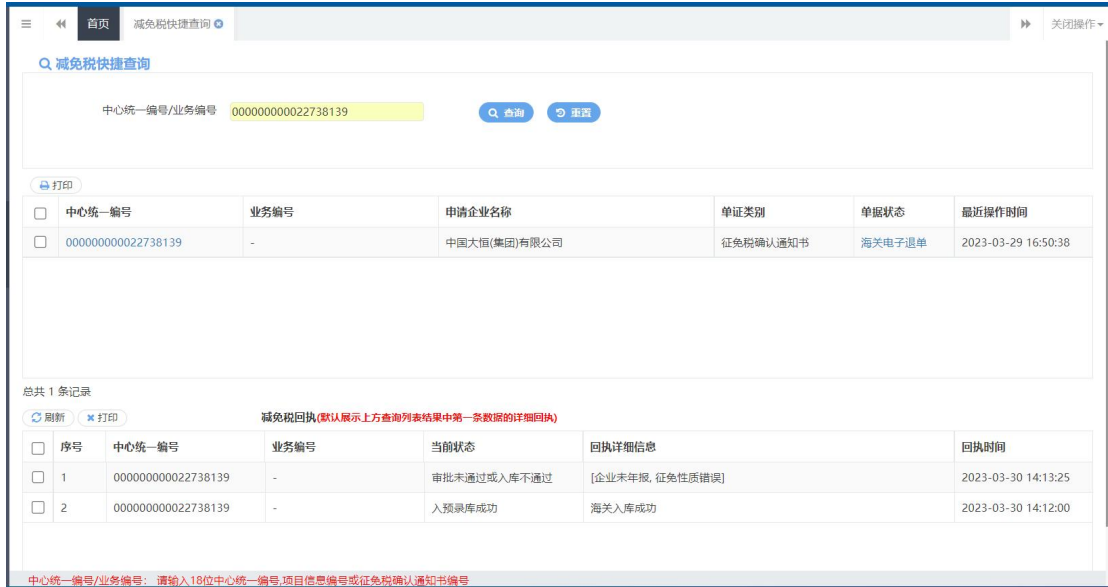 首页 减免税快捷查询 关闭操作
减免税快捷查询
中心统一编号/业务编号 000000000022738139 查询 重置
打印
中心统一编号 业务编号 申请企业名称 单证类别 单据状态 最近操作时间
000000000022738139 - 中国大恒(集团)有限公司 征免税确认通知书 海关电子退单 2023-03-29 16:50:38
总共 1 条记录
刷新 打印 减免税回执(默认展示上方查询列表结果中第一条数据的详细回执)
序号 中心统一编号 业务编号 当前状态 回执详细信息 回执时间
1 000000000022738139 - 审批未通过或入库不通过 [企业未年报, 征免性质错误] 2023-03-30 14:13:25
2 000000000022738139 - 入预录库成功 海关入库成功 2023-03-30 14:12:00
中心统一编号/业务编号: 请输入18位中心统一编号,项目信息编号或征免税确认通知书编号